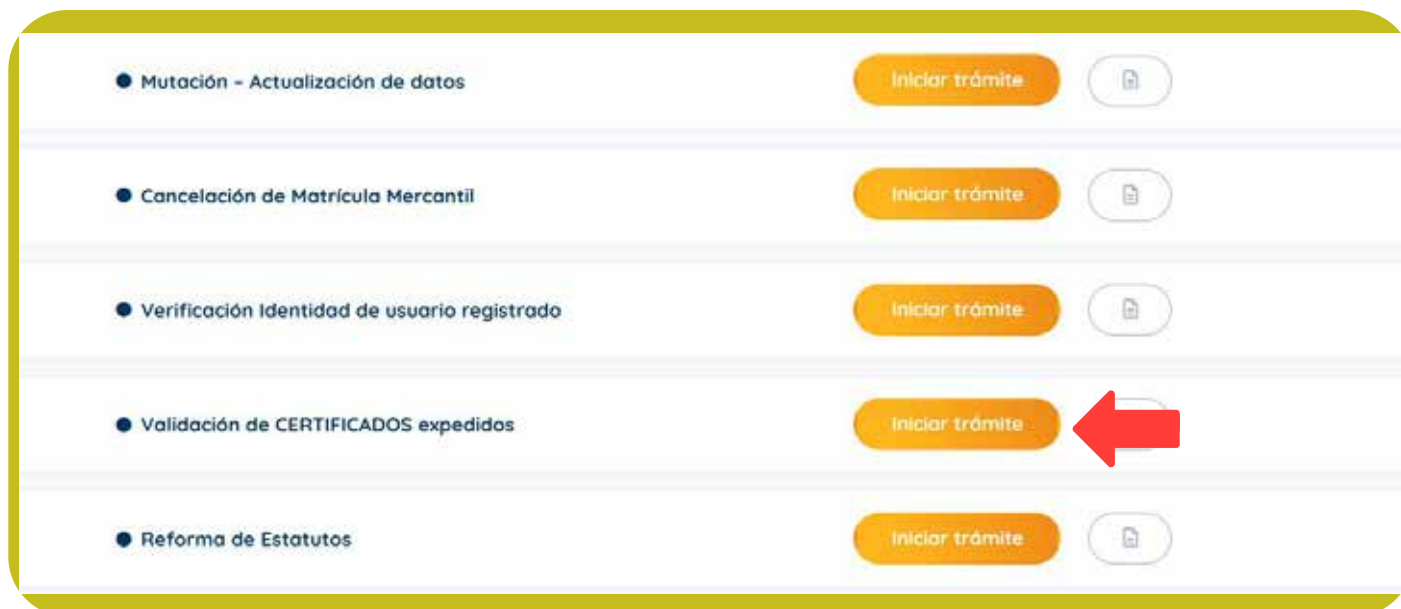 Mutación – Actualización de datos
Iniciar trámite
Cancelación de Matrícula Mercantil
Iniciar trámite
Verificación Identidad de usuario registrado
Iniciar trámite
Validación de CERTIFICADOS expedidos
Iniciar trámite
Reforma de Estatutos
Iniciar trámite